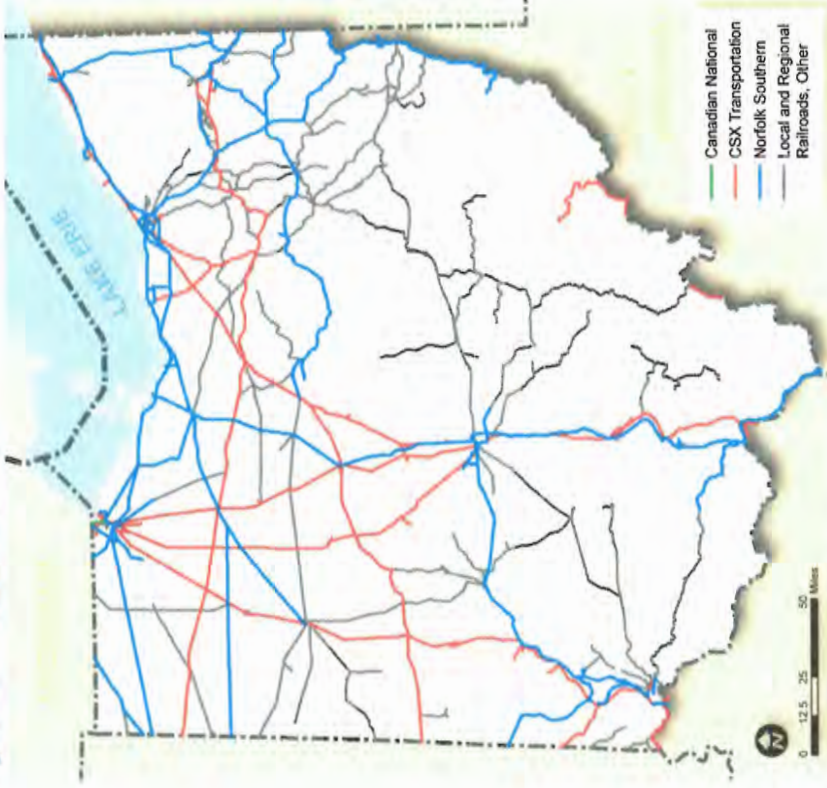 LAKE ERIE
Canadian National
CSX Transportation
Norfolk Southern
Local and Regional
Railroads, Other
N
0 12.5 25 50
Miles